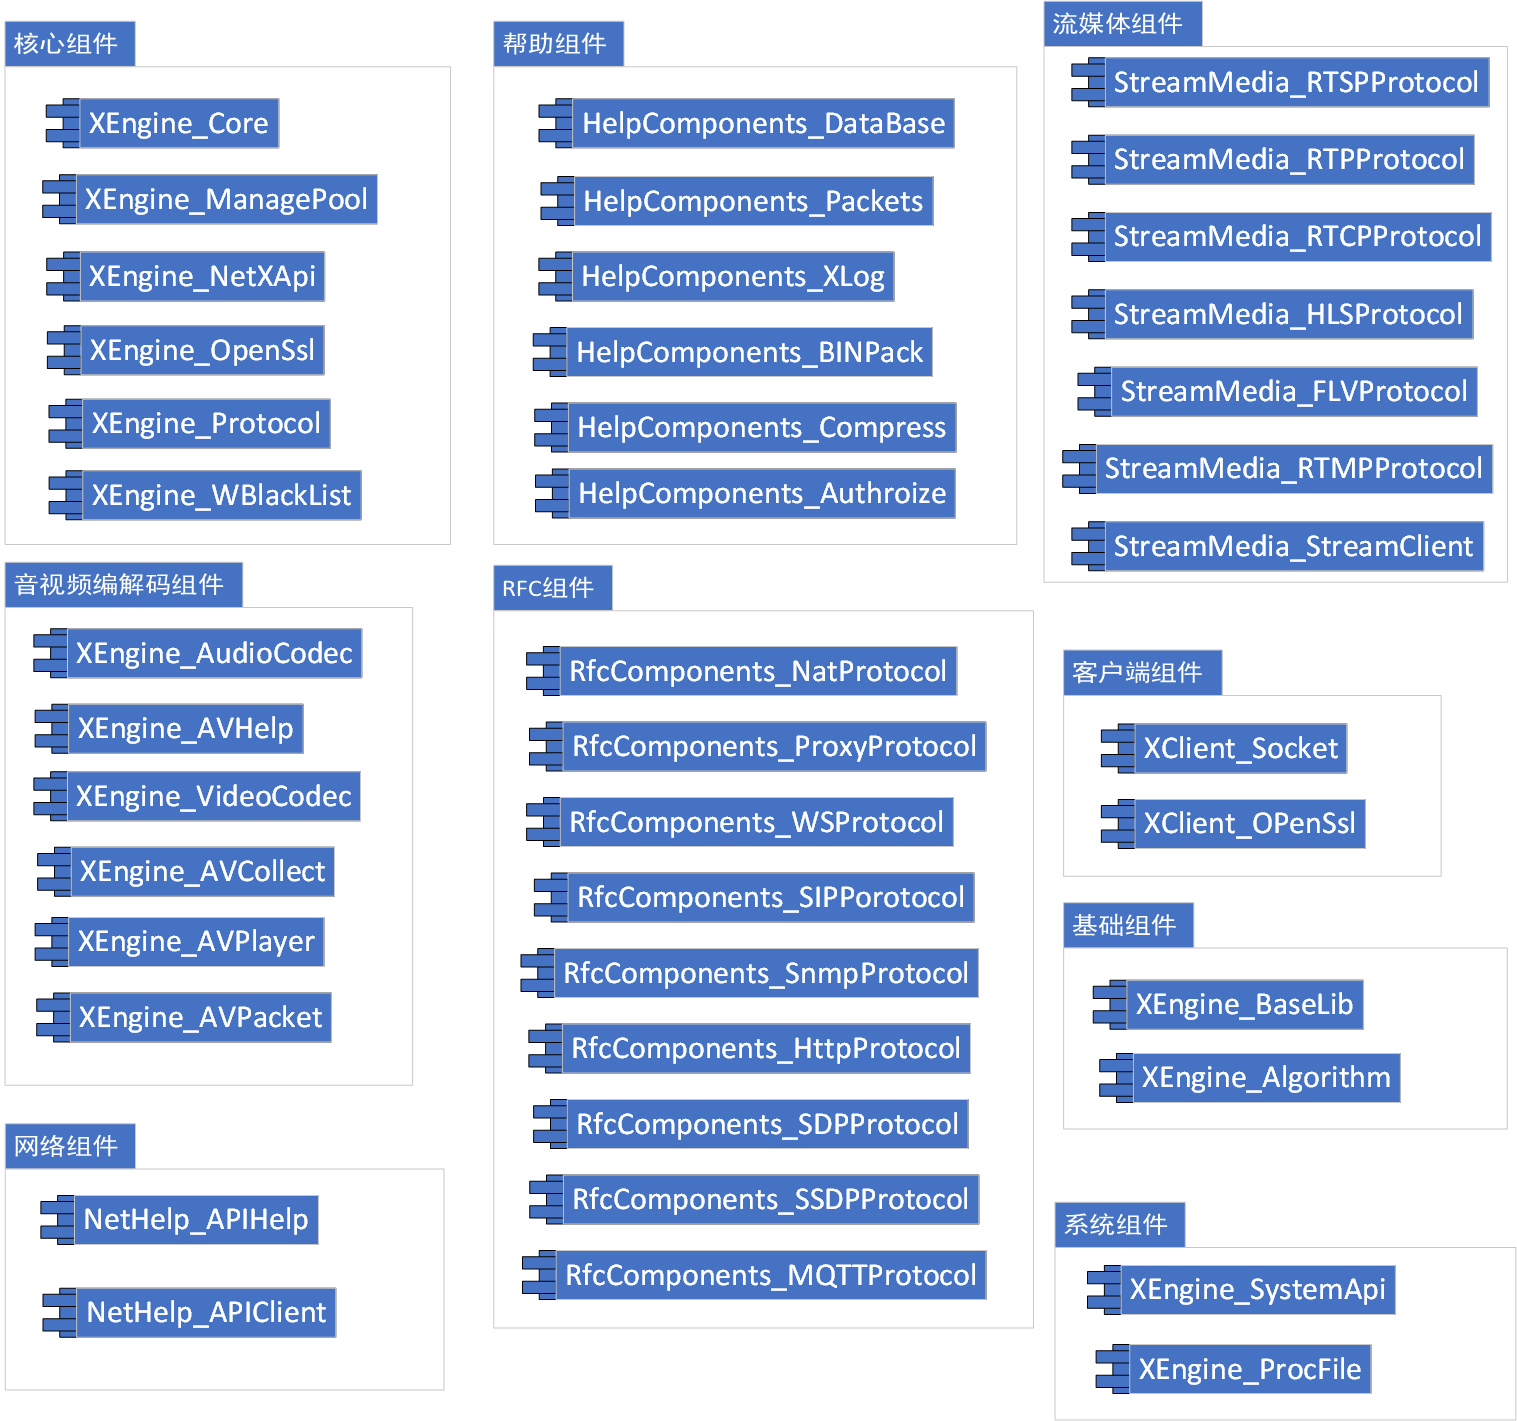 核心组件
XEngine_Core
XEngine_ManagePool
XEngine_NetXApi
XEngine_OpenSsl
XEngine_Protocol
XEngine_WBlackList
帮助组件
HelpComponents_DataBase
HelpComponents_Packets
HelpComponents_XLog
HelpComponents_BINPack
HelpComponents_Compress
HelpComponents_Authroize
流媒体组件
StreamMedia_RTSPProtocol
StreamMedia_RTPProtocol
StreamMedia_RTCPProtocol
StreamMedia_HLSProtocol
StreamMedia_FLVProtocol
StreamMedia_RTMPProtocol
StreamMedia_StreamClient
音视频编解码组件
XEngine_AudioCodec
XEngine_AVHelp
XEngine_VideoCodec
XEngine_AVCollect
XEngine_AVPlayer
XEngine_AVPacket
RFC组件
RfcComponents_NatProtocol
RfcComponents_ProxyProtocol
RfcComponents_WSProtocol
RfcComponents_SIPPorotocol
RfcComponents_SnmpProtocol
RfcComponents_HttpProtocol
RfcComponents_SDPProtocol
RfcComponents_SSDPProtocol
RfcComponents_MQTTProtocol
客户端组件
XClient_Socket
XClient_OPenSsl
基础组件
XEngine_BaseLib
XEngine_Algorithm
网络组件
NetHelp_APIHelp
NetHelp_APIClient
系统组件
XEngine_SystemApi
XEngine_ProcFile